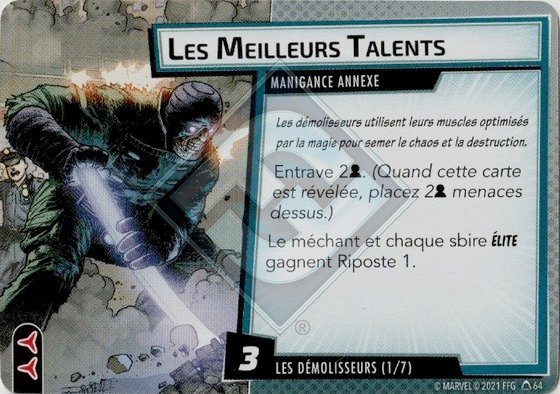 LES MEILLEURS TALENTS
MANIGANCE ANNEXE
Les démolisseurs utilisent leurs muscles optimisés
par la magie pour semer le chaos et la destruction.
Entrave 2. (Quand cette carte
est révélée, placez 2 menaces
dessus.)
Le méchant et chaque sbire ÉLITE
gagnent Riposte 1.
®
3
LES DÉMOLISSEURS (1/7)
© MARVEL © 2021 FFG 64